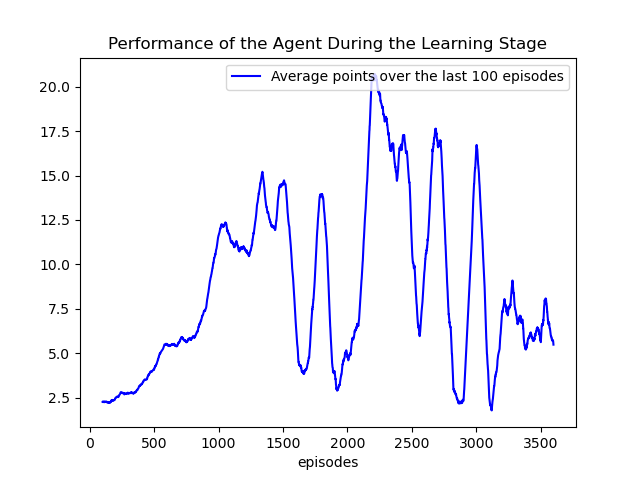 Performance of the Agent During the Learning Stage
Average points over the last 100 episodes
20.0
17.5
15.0
12.5
10.0
7.5
5.0
2.5
0 500 1000 1500 2000 2500 3000 3500
episodes